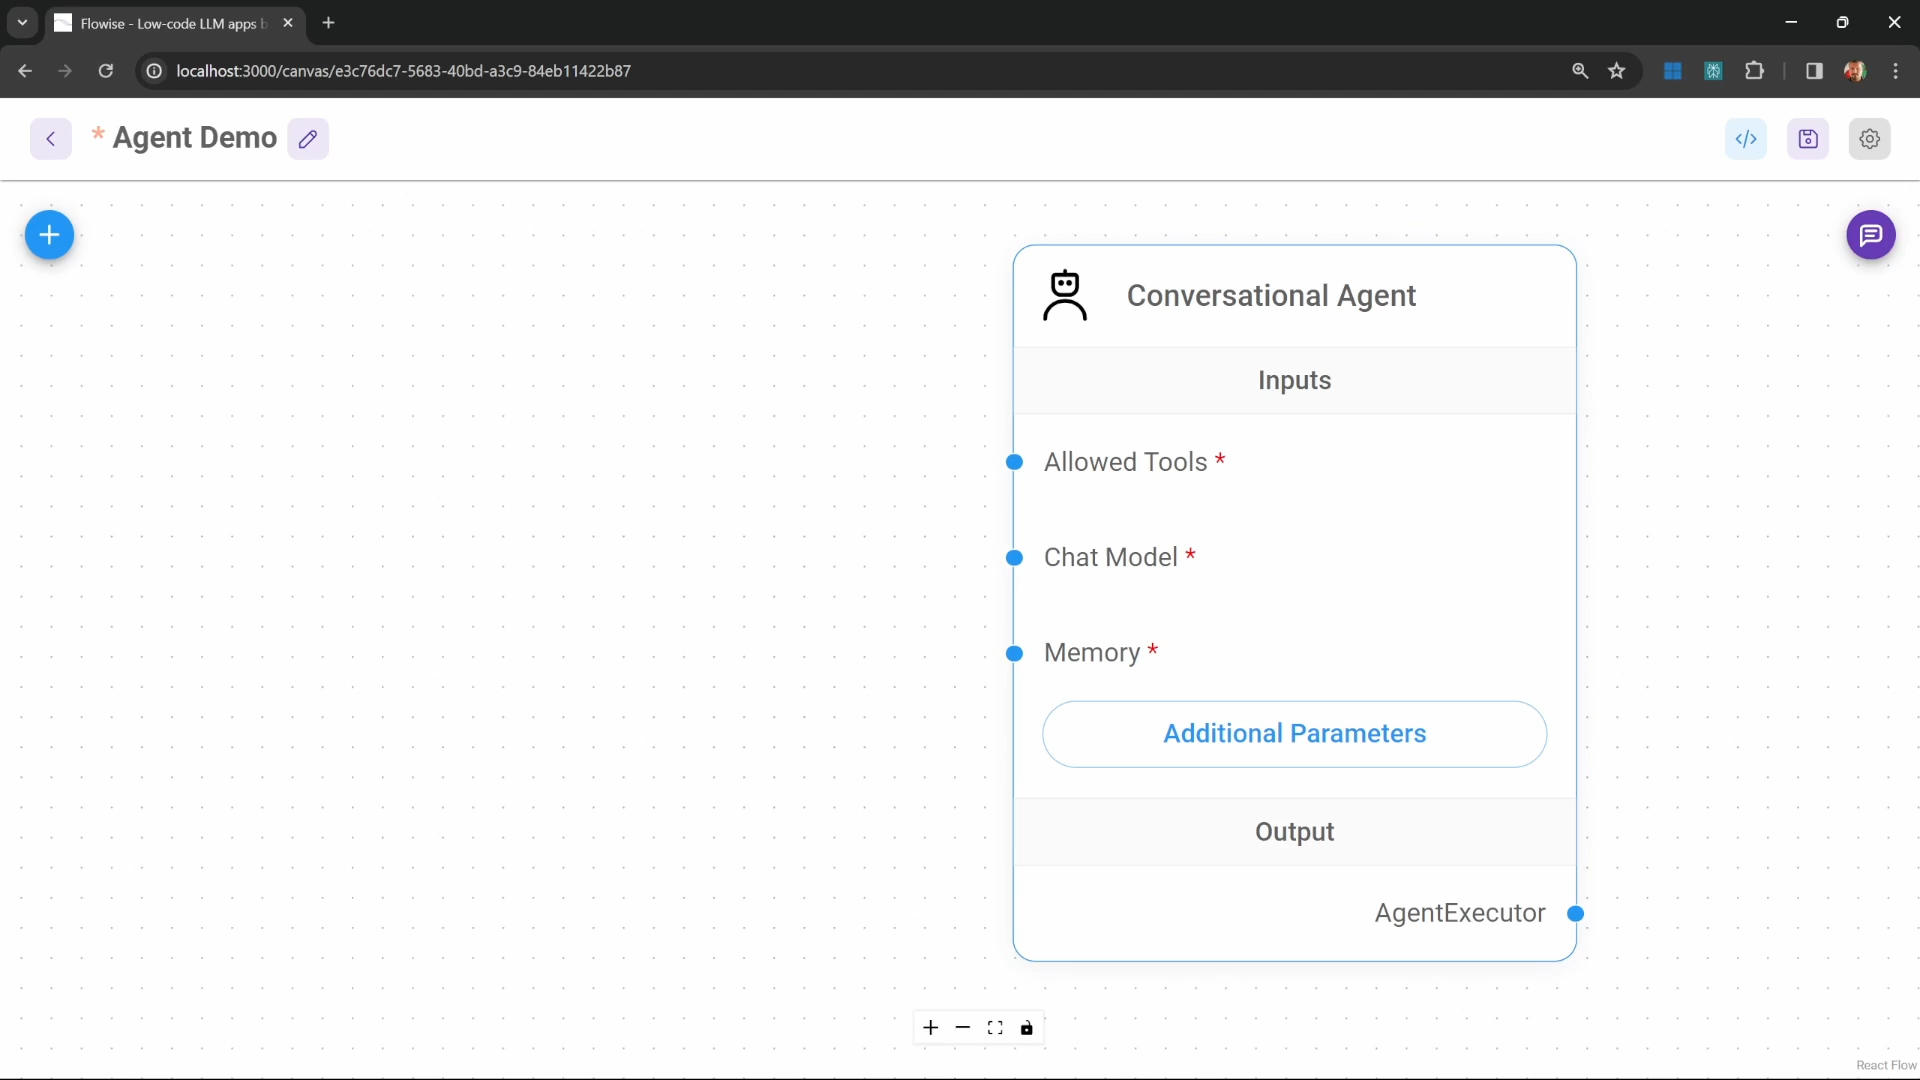 Flowise - Low-code LLM apps b
localhost:3000/canvas/e3c76dc7-5683-40bd-a3c9-84eb11422b87
* Agent Demo
</>
Conversational Agent
Inputs
Allowed Tools *
Chat Model *
Memory *
Additional Parameters
Output
AgentExecutor
React Flow